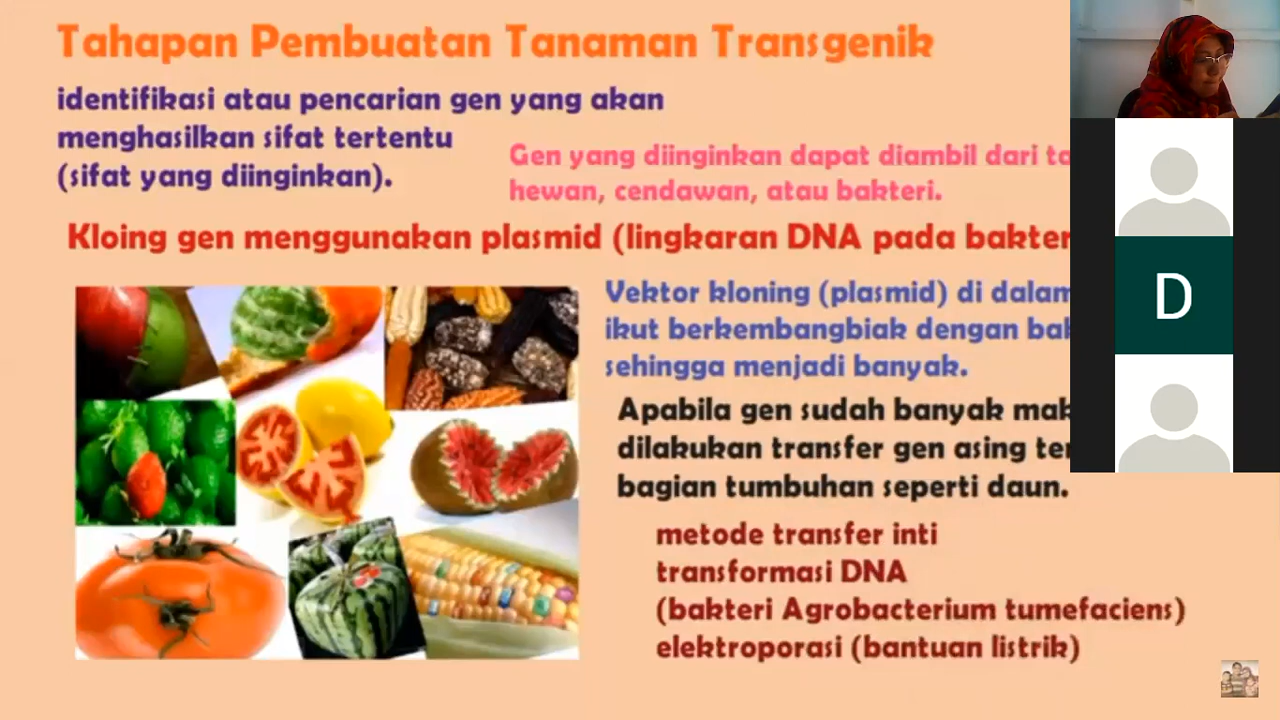 Tahapan Pembuatan Tanaman Transgenik
identifikasi atau pencarian gen yang akan
menghasilkan sifat tertentu
(sifat yang diinginkan).
Gen yang diinginkan dapat diambil dari
hewan, cendawan, atau bakteri.
Kloing gen menggunakan plasmid (lingkaran DNA pada
Vektor kloning (plasmid) di dalam
ikut berkembangbiak dengan
sehingga menjadi banyak.
Apabila gen sudah banyak
dilakukan transfer gen asing
bagian tumbuhan seperti daun.
metode transfer inti
transformasi DNA
(bakteri Agrobacterium tumefaciens)
elektroporasi (bantuan listrik)
D